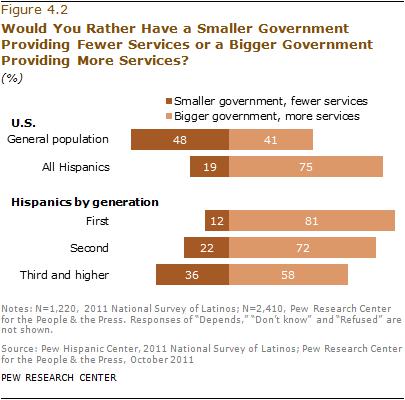 Figure 4.2
Would You Rather Have a Smaller Government
Providing Fewer Services or a Bigger Government
Providing More Services?
(%)
Smaller government, fewer services
Bigger government, more services
U.S.
General population 48 41
All Hispanics 19 75
Hispanics by generation
First 12 81
Second 22 72
Third and higher 36 58
Notes: N=1,220, 2011 National Survey of Latinos; N=2,410, Pew Research Center
for the People & the Press. Responses of "Depends," "Don't know" and "Refused" are
not shown.
Source: Pew Hispanic Center, 2011 National Survey of Latinos; Pew Research Center
for the People & the Press, October 2011
PEW RESEARCH CENTER